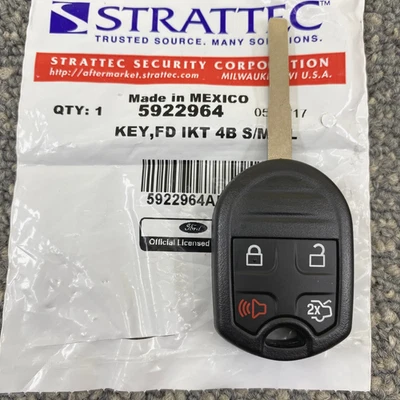 STRATTEC
TRUSTED SOURCE. MANY SOLUTIONS.
STRATTEC SECURITY CORPORATION
http://aftermarket.strattec.com MILWAUKEE, WI U.S.A.
Made in MEXICO
QTY: 1 5922964
KEY,FD IKT 4B
5922964A
Ford
Official Licensed
2x